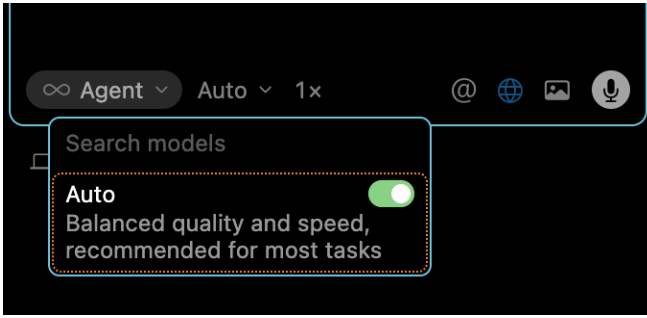 Agent Auto 1×
@
Search models
Auto
Balanced quality and speed,
recommended for most tasks